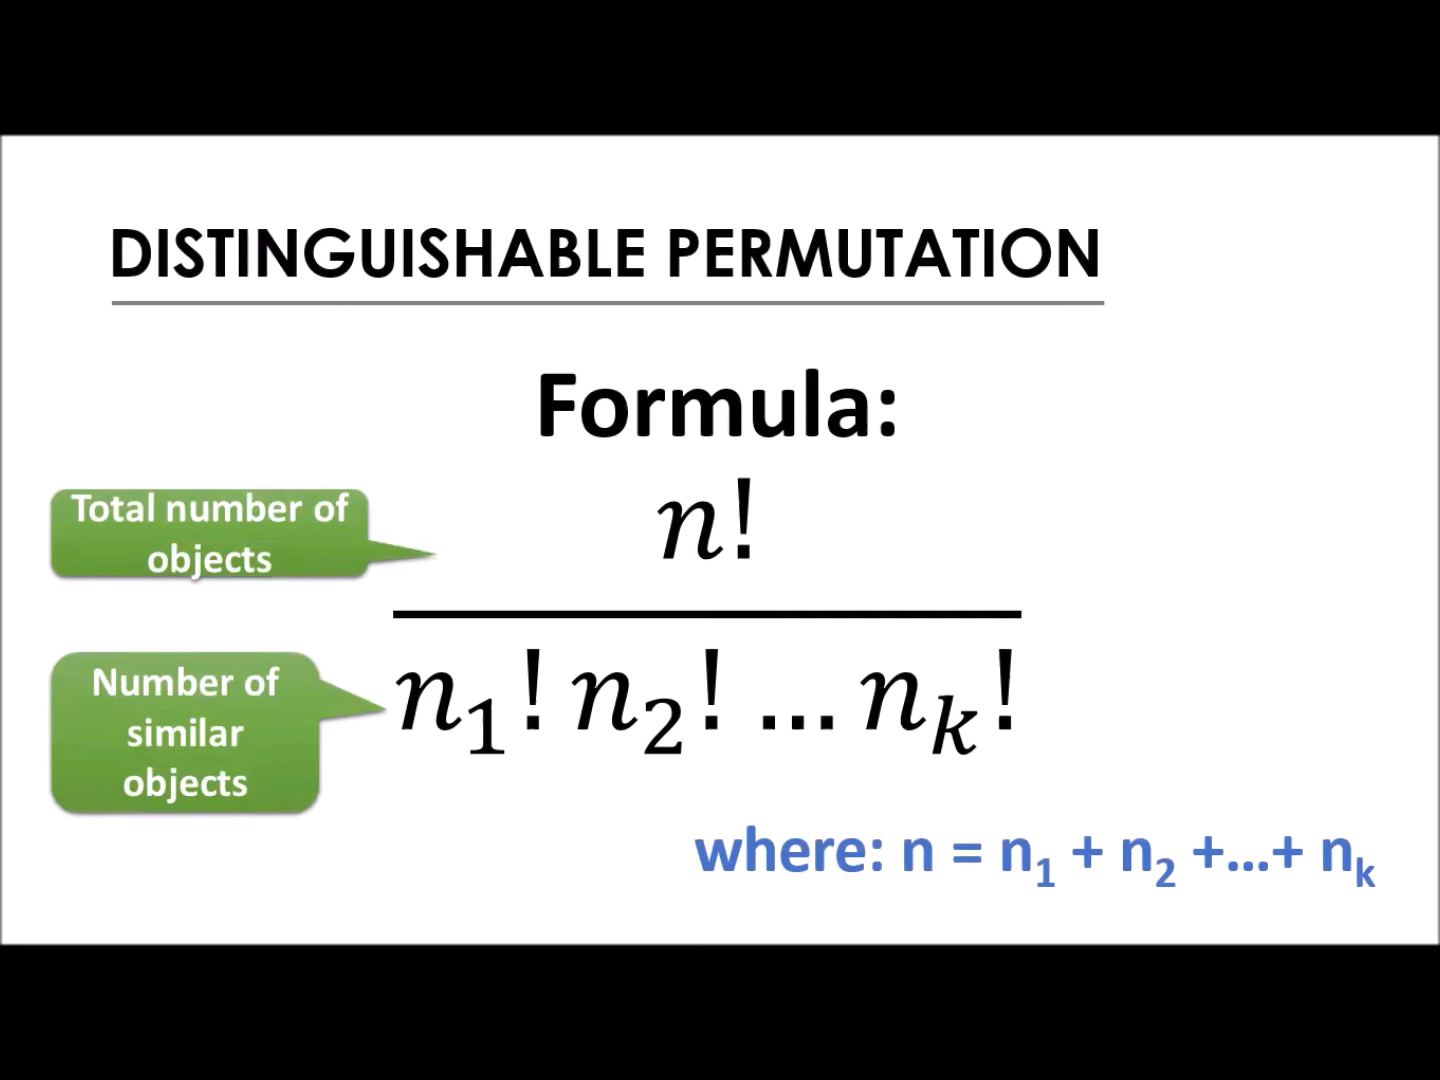 DISTINGUISHABLE PERMUTATION
Formula:
Total number of
objects
n!
Number of
similar
objects
n₁! n₂! … nₖ!
where: n = n₁ + n₂ +…+ nₖ